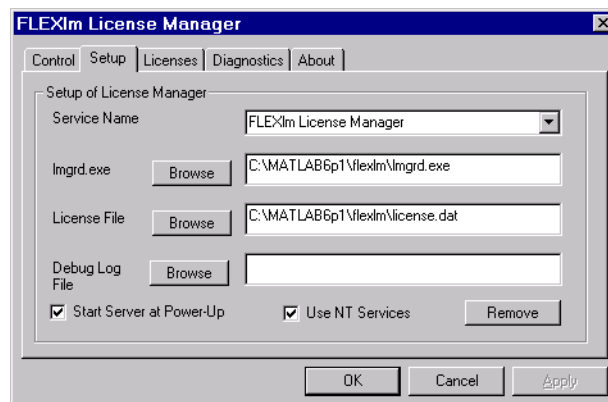 FLEXlm License Manager
Control Setup Licenses Diagnostics About
Setup of License Manager
Service Name FLEXlm License Manager
lmgrd.exe Browse C:\MATLAB6p1\flexlm\lmgrd.exe
License File Browse C:\MATLAB6p1\flexlm\license.dat
Debug Log File Browse
Start Server at Power-Up Use NT Services Remove
OK Cancel Apply